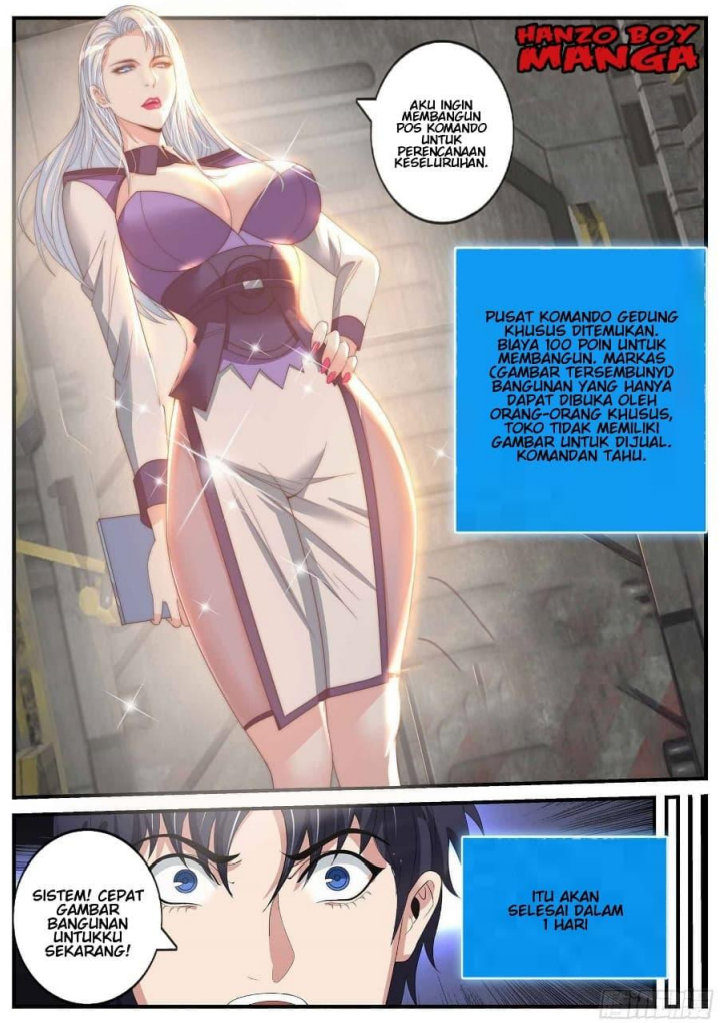 HANZO BOY
MANGA
AKU INGIN
MEMBANGUN
POS KOMANDO
UNTUK
PERENCANAAN
KESELURUHAN.
PUSAT KOMANDO GEDUNG
KHUSUS DITEMUKAN.
BIAYA 100 POIN UNTUK
MEMBANGUN. MARKAS
(GAMBAR TERSEMBUNYI)
BANGUNAN YANG HANYA
DAPAT DIBUKA OLEH
ORANG-ORANG KHUSUS,
TOKO TIDAK MEMILIKI
GAMBAR UNTUK DIJUAL.
KOMANDAN TAHU.
SISTEM! CEPAT
GAMBAR
BANGUNAN
UNTUKKU
SEKARANG!
ITU AKAN
SELESAI DALAM
1 HARI